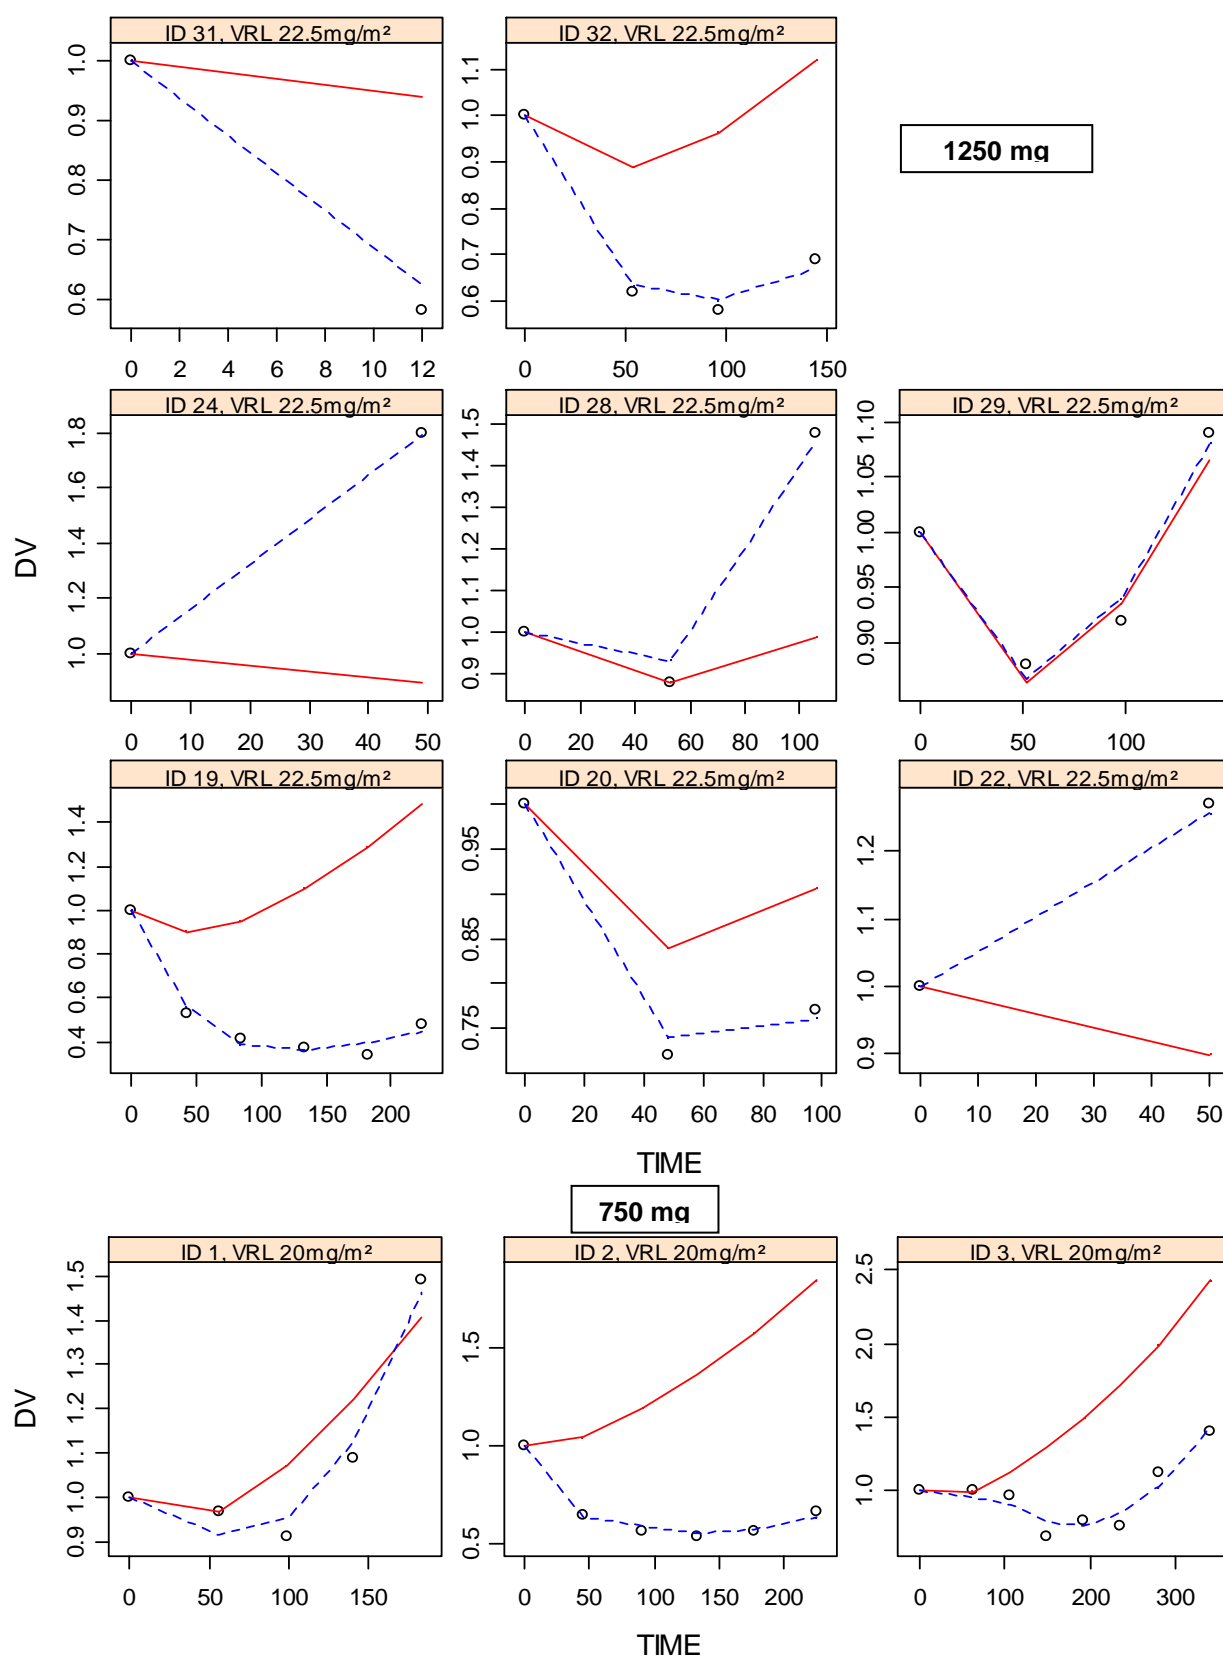 ID 31, VRL 22.5mg/m²
ID 32, VRL 22.5mg/m²
1.0
0.9
0.8
0.7
0.6
0 2 4 6 8 10 12
1.1
1.0
0.9
0.8
0.7
0.6
0 50 100 150
1250 mg
ID 24, VRL 22.5mg/m²
ID 28, VRL 22.5mg/m²
ID 29, VRL 22.5mg/m²
DV
1.8
1.6
1.4
1.2
1.0
0 10 20 30 40 50
1.5
1.4
1.3
1.2
1.1
1.0
0.9
0 20 40 60 80 100
1.10
1.05
1.00
0.95
0.90
0 50 100
ID 19, VRL 22.5mg/m²
ID 20, VRL 22.5mg/m²
ID 22, VRL 22.5mg/m²
1.4
1.2
1.0
0.8
0.6
0.4
0 50 100 150 200
0.95
0.85
0.75
0 20 40 60 80 100
1.2
1.1
1.0
0.9
0 10 20 30 40 50
TIME
750 mg
ID 1, VRL 20mg/m²
ID 2, VRL 20mg/m²
ID 3, VRL 20mg/m²
DV
1.5
1.4
1.3
1.2
1.1
1.0
0.9
0 50 100 150
1.5
1.0
0.5
0 50 100 150 200
2.5
2.0
1.5
1.0
0 100 200 300
TIME